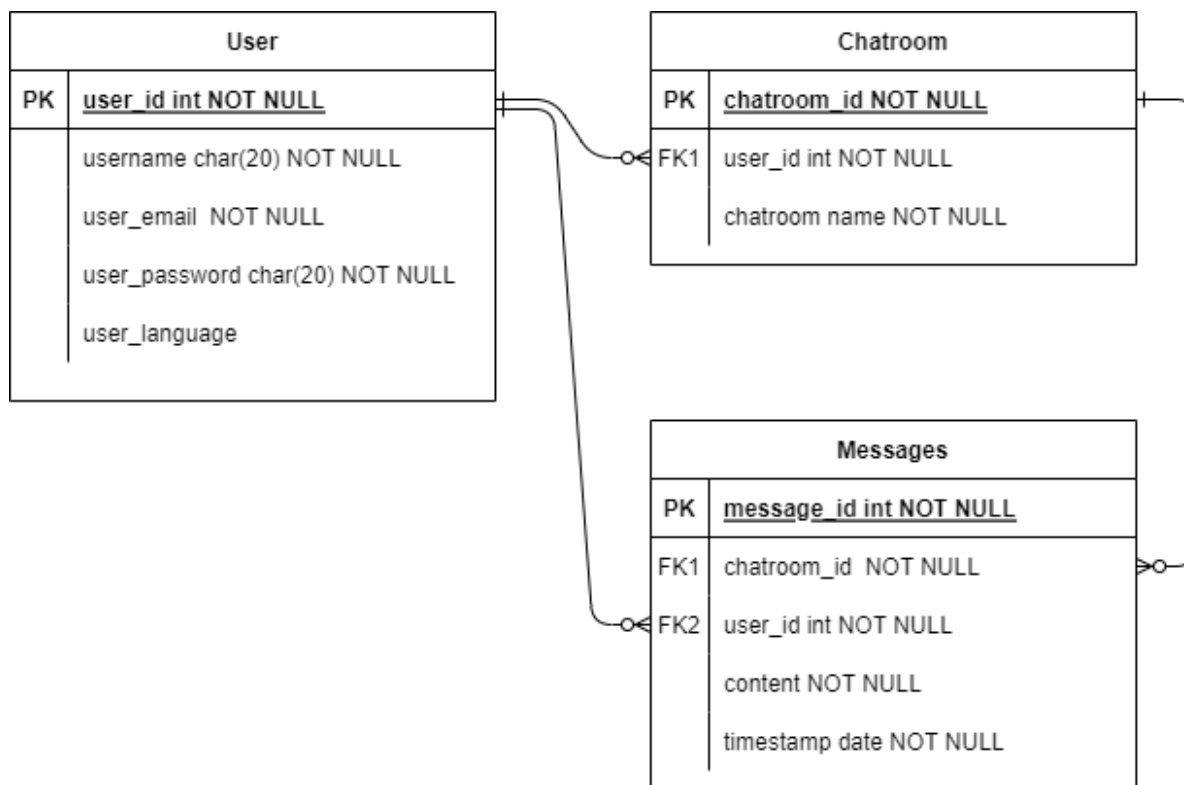 User
PK user_id int NOT NULL
username char(20) NOT NULL
user_email  NOT NULL
user_password char(20) NOT NULL
user_language
Chatroom
PK chatroom_id NOT NULL
FK1 user_id int NOT NULL
chatroom name NOT NULL
Messages
PK message_id int NOT NULL
FK1 chatroom_id  NOT NULL
FK2 user_id int NOT NULL
content NOT NULL
timestamp date NOT NULL